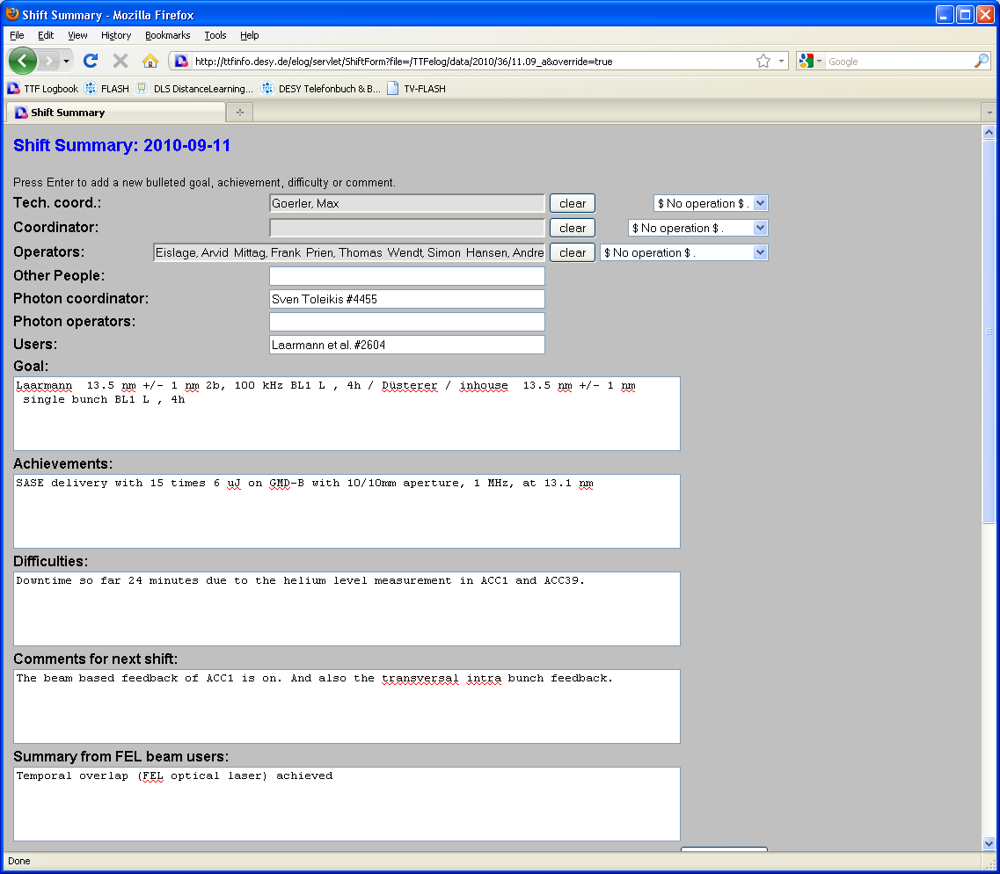 Shift Summary - Mozilla Firefox
File Edit View History Bookmarks Tools Help
http://ttfinfo.desy.de/elog/servlet/ShiftForm?file=/TTFelog/data/2010/36/11.09_a&override=true
Google
TTF Logbook FLASH DLS DistanceLearning... DESY Telefonbuch & B... TV-FLASH
Shift Summary
Shift Summary: 2010-09-11
Press Enter to add a new bulleted goal, achievement, difficulty or comment.
Tech. coord.: Goerler, Max clear $ No operation $ .
Coordinator: clear $ No operation $ .
Operators: Eislage, Arvid Mittag, Frank Prien, Thomas Wendt, Simon Hansen, Andre clear $ No operation $ .
Other People:
Photon coordinator: Sven Toleikis #4455
Photon operators:
Users: Laarmann et al. #2604
Goal:
Laarmann 13.5 nm +/- 1 nm 2b, 100 kHz BL1 L , 4h / Düsterer / inhouse 13.5 nm +/- 1 nm
single bunch BL1 L , 4h
Achievements:
SASE delivery with 15 times 6 uJ on GMD-B with 10/10mm aperture, 1 MHz, at 13.1 nm
Difficulties:
Downtime so far 24 minutes due to the helium level measurement in ACC1 and ACC39.
Comments for next shift:
The beam based feedback of ACC1 is on. And also the transversal intra bunch feedback.
Summary from FEL beam users:
Temporal overlap (FEL optical laser) achieved
Done